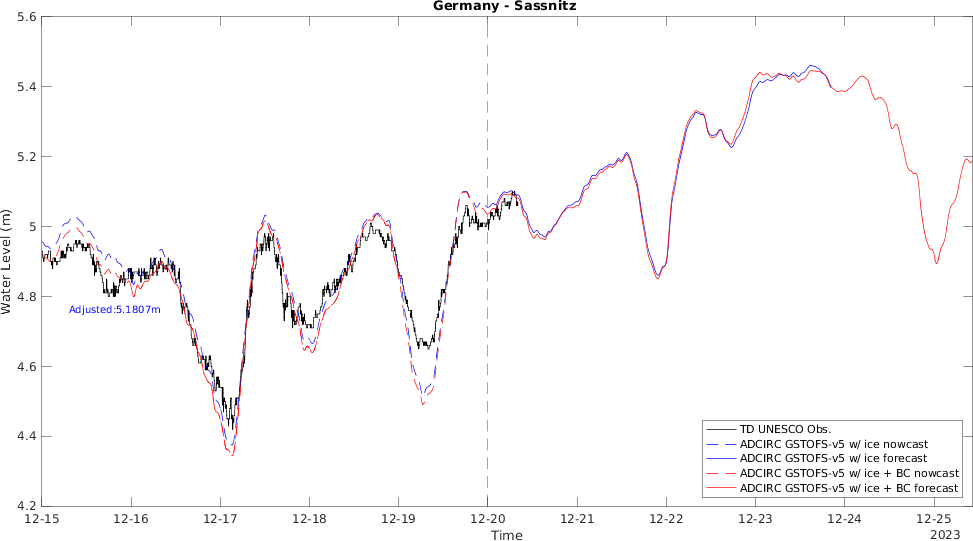 Germany - Sassnitz
5.6
5.4
5.2
5
4.8
4.6
4.4
4.2
Water Level (m)
Adjusted:5.1807m
TD UNESCO Obs.
ADCIRC GSTOFS-v5 w/ ice nowcast
ADCIRC GSTOFS-v5 w/ ice forecast
ADCIRC GSTOFS-v5 w/ ice + BC nowcast
ADCIRC GSTOFS-v5 w/ ice + BC forecast
12-15 12-16 12-17 12-18 12-19 12-20 12-21 12-22 12-23 12-24 12-25
Time
2023